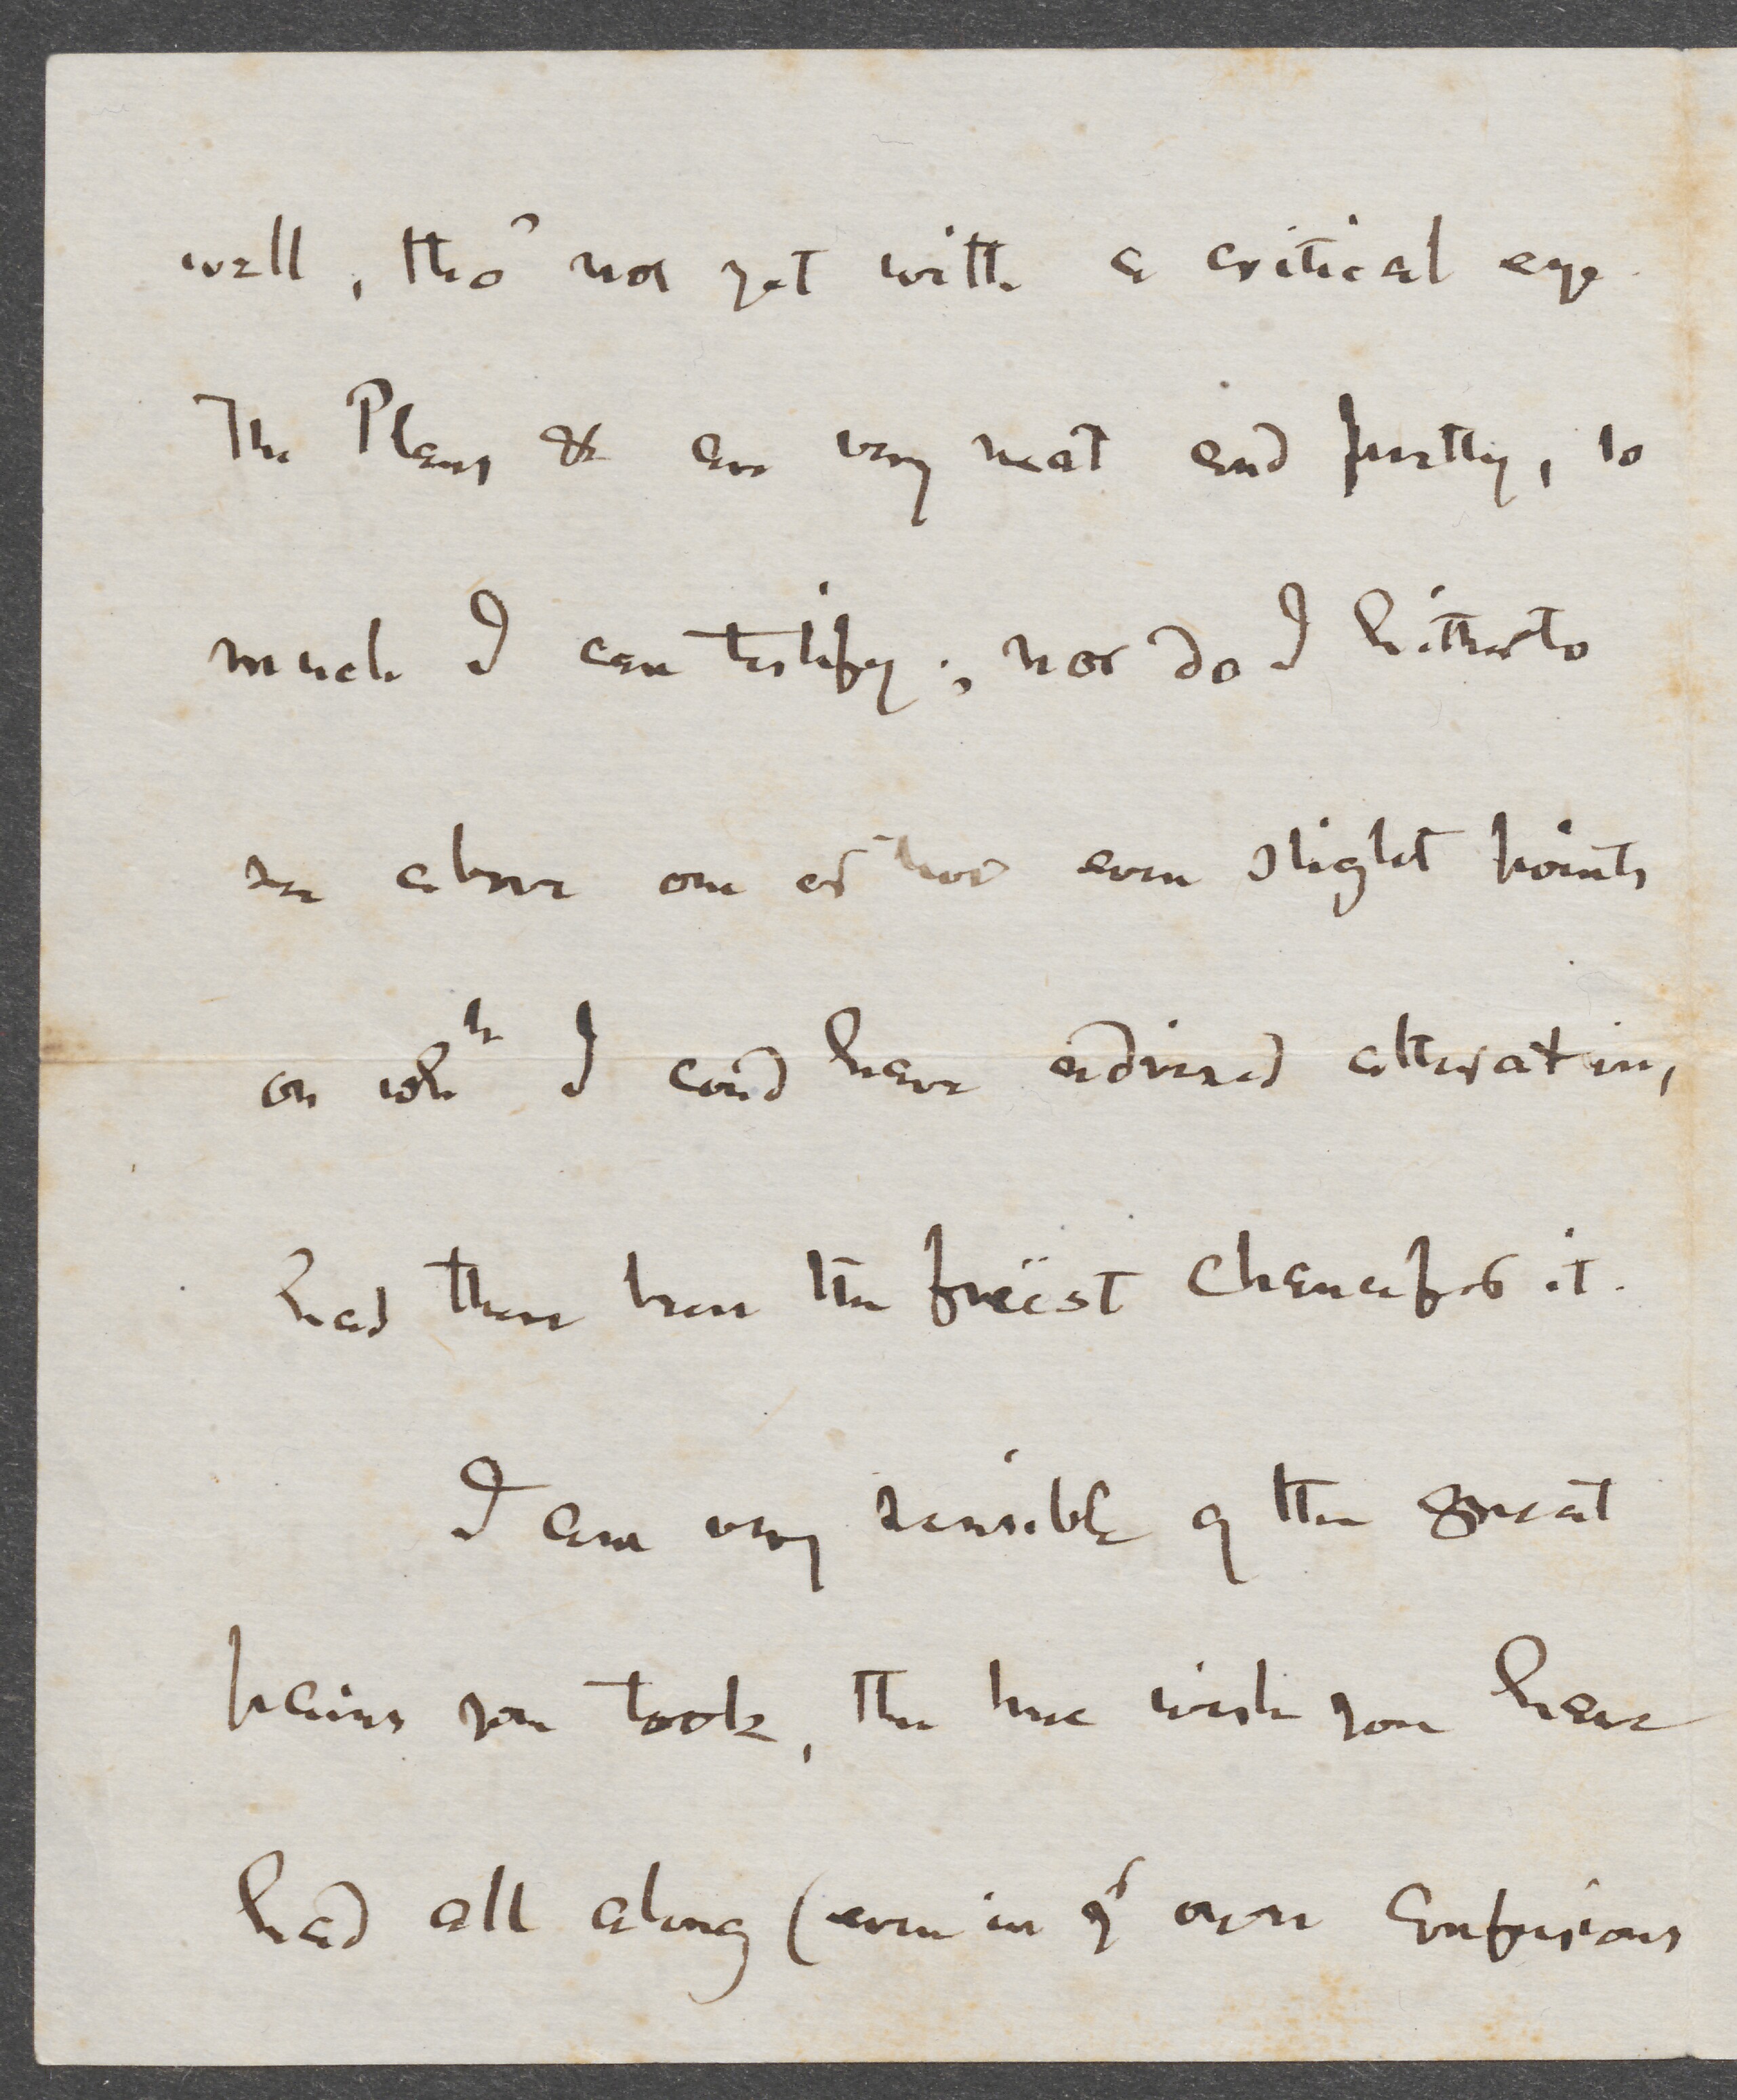 well, tho' not yet with a critical eye.
The Plans &c are very neat and pretty, so
much I can testify; nor do I hitherto
see above one or two even slight points
on wh^h I cou'd have advised alteration,
had there been the freëst chance for it.
I am very sensible of the great
pains you took, the true wish you have
had all along (even in y^r own Confusions